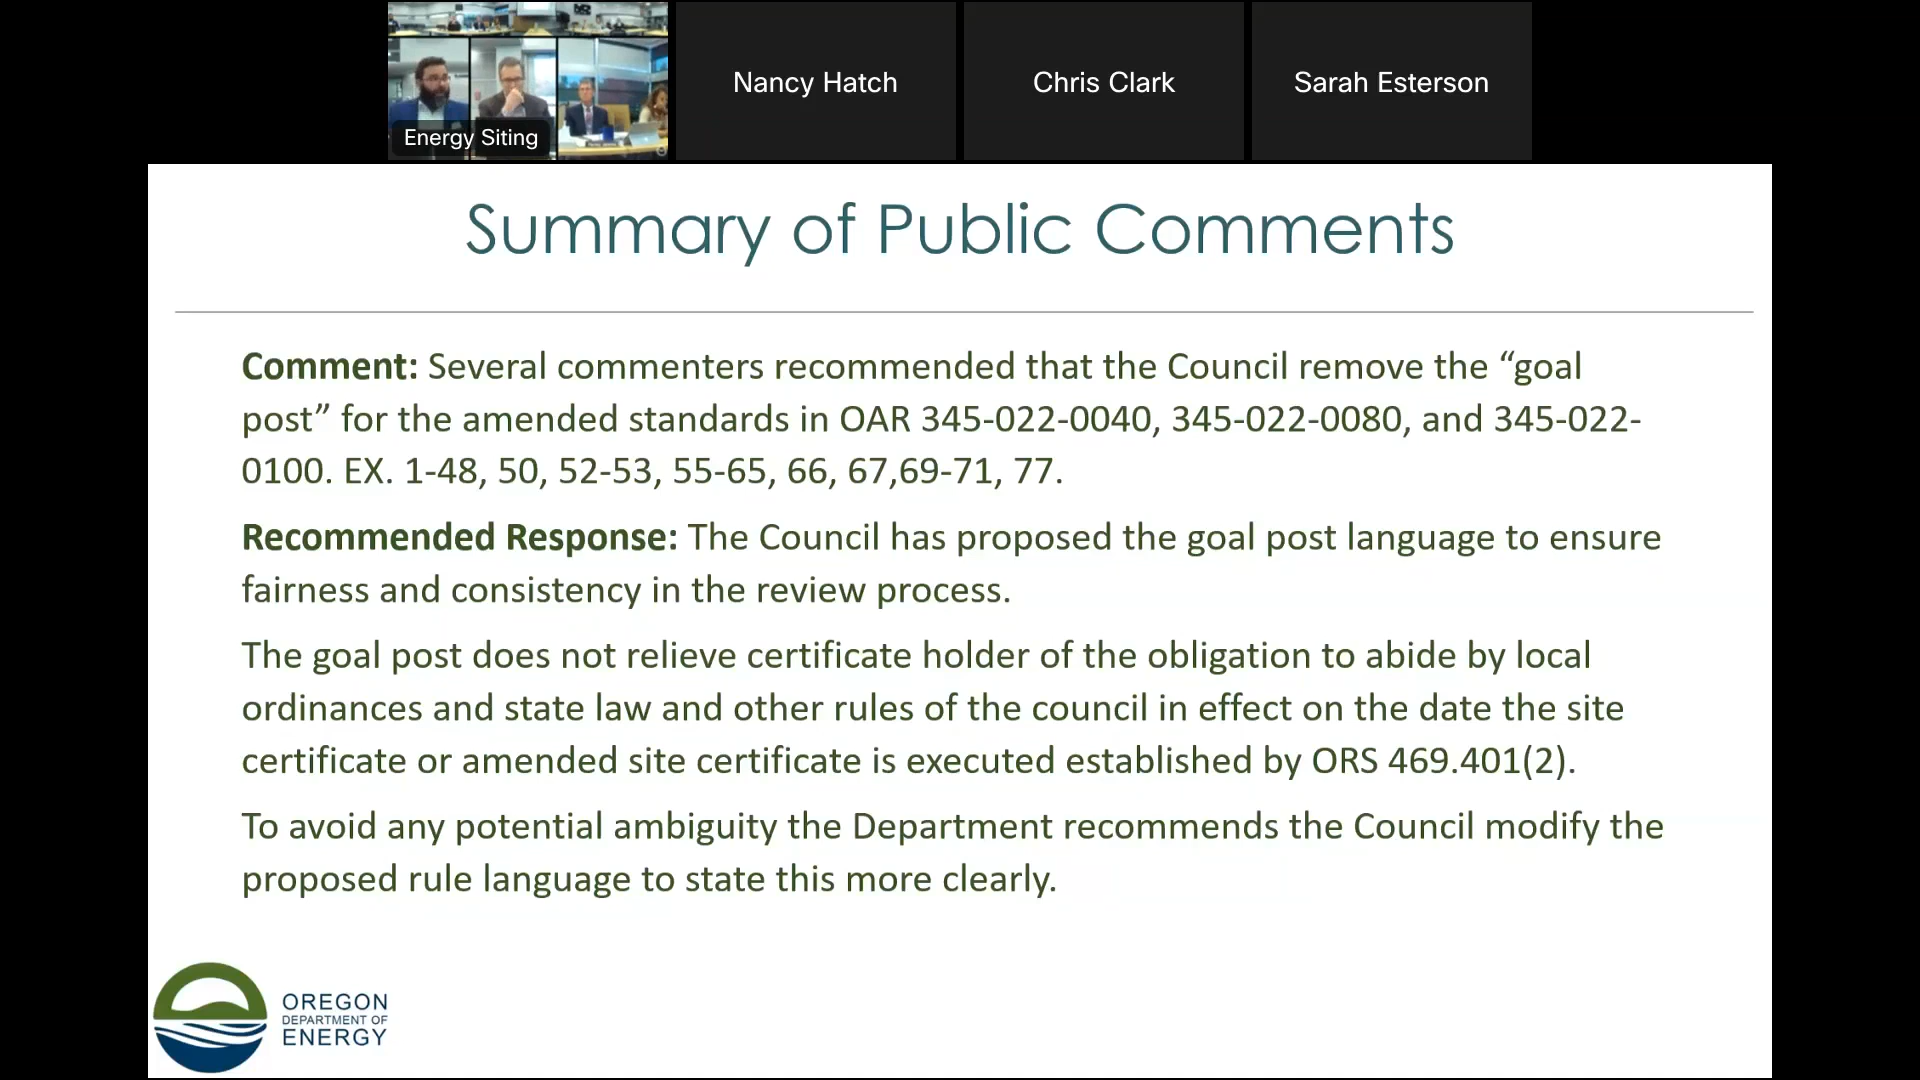 Energy Siting
Nancy Hatch
Chris Clark
Sarah Esterson
Summary of Public Comments
Comment: Several commenters recommended that the Council remove the “goal
post” for the amended standards in OAR 345-022-0040, 345-022-0080, and 345-022-
0100. EX. 1-48, 50, 52-53, 55-65, 66, 67,69-71, 77.
Recommended Response: The Council has proposed the goal post language to ensure
fairness and consistency in the review process.
The goal post does not relieve certificate holder of the obligation to abide by local
ordinances and state law and other rules of the council in effect on the date the site
certificate or amended site certificate is executed established by ORS 469.401(2).
To avoid any potential ambiguity the Department recommends the Council modify the
proposed rule language to state this more clearly.
OREGON
DEPARTMENT OF
ENERGY